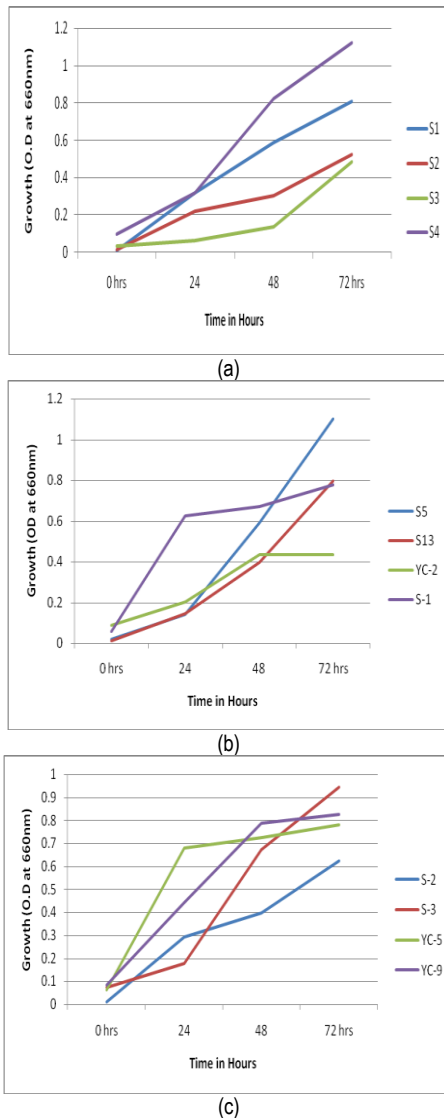 1.2
1
0.8
0.6
0.4
0.2
0
Growth (O.D at 660nm)
0 hrs 24 48 72 hrs
Time in Hours
S1
S2
S3
S4
(a)
1.2
1
0.8
0.6
0.4
0.2
0
Growth (OD at 660nm)
0 hrs 24 48 72 hrs
Time in Hours
S5
S13
YC-2
S-1
(b)
1
0.9
0.8
0.7
0.6
0.5
0.4
0.3
0.2
0.1
0
Growth (O.D at 660nm)
0 hrs 24 48 72 hrs
Time in Hours
S-2
S-3
YC-5
YC-9
(c)